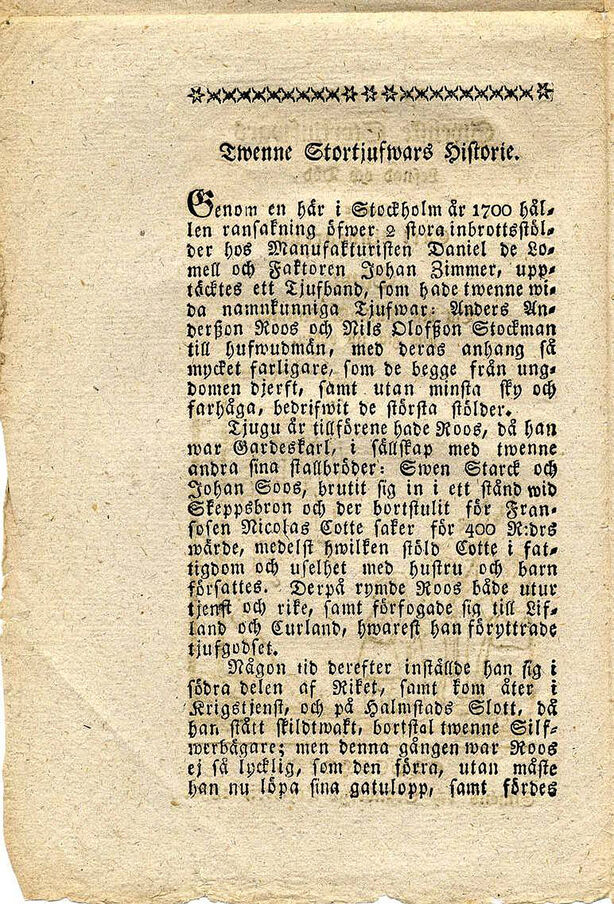 Twenne Stortjufwars Historie.
Genom en här i Stockholm år 1700 hål-
len ransakning öfwer 2 stora inbrottsstöl-
der hos Manufakturisten Daniel de Lo-
mell och Faktoren Johan Zimmer, upp-
täcktes ett Tjufband, som hade twenne wi-
da namnkunniga Tjufwar: Anders An-
derßon Roos och Nils Olofßon Stockman
till hufwudmän, med deras anhang så
mycket farligare, som de begge från ung-
domen djerft, samt utan minsta sky och
farhåga, bedrifwit de största stölder.
Tjugu år tillförene hade Roos, då han
war Gardeskarl, i sällskap med twenne
andra sina stallbröder: Swen Starck och
Johan Soos, brutit sig in i ett stånd wid
Skeppsbron och der bortstulit för Fran-
sosen Nicolas Cotte saker för 400 R:drs
wärde, medelst hwilken stöld Cotte i fat-
tigdom och uselhet med hustru och barn
försattes. Derpå rymde Roos både utur
tjenst och rike, samt förfogade sig till Lif-
land och Curland, hwarest han föryttrade
tjufgodset.
Någon tid derefter inställde han sig i
södra delen af Riket, samt kom åter i
Krigstjenst, och på Halmstads Slott, då
han stått skildtwakt, bortstal twenne Silf-
werbägare; men denna gången war Roos
ej så lycklig, som den förra, utan måste
han nu löpa sina gatulopp, samt fördes